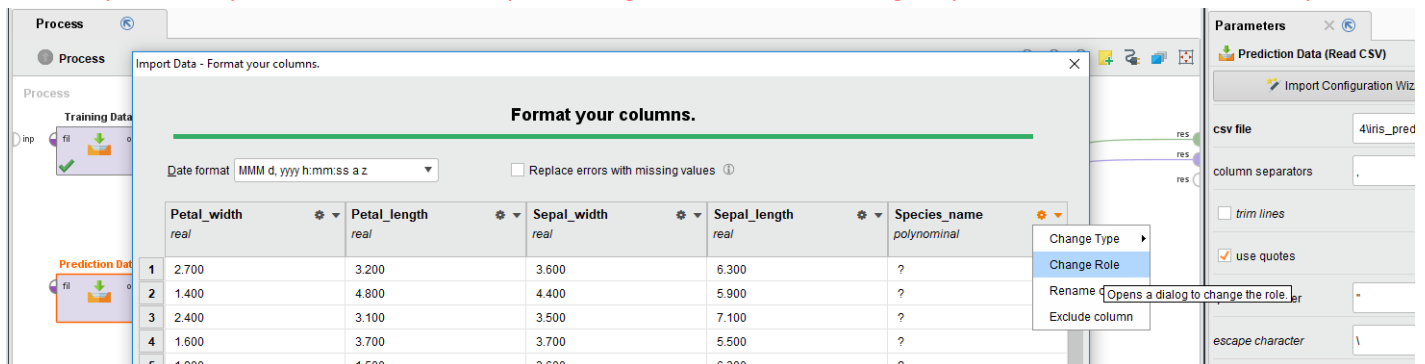 Process
Parameters
Process
Import Data - Format your columns.
Prediction Data (Read CSV)
Process
Import Configuration Wiz
Format your columns.
Training Data
inp
fil
res
csv file
4\iris_pred
res
Date format
MMM d, yyyy h:mm:ss a z
Replace errors with missing values
column separators
,
res
Petal_width
Petal_length
Sepal_width
Sepal_length
Species_name
real
real
real
real
polynominal
trim lines
Change Type
use quotes
Prediction Dat
fil
1 2.700 3.200 3.600 6.300 ?
Change Role
2 1.400 4.800 4.400 5.900 ?
Rename
Opens a dialog to change the role.
"
3 2.400 3.100 3.500 7.100 ?
Exclude column
4 1.600 3.700 3.700 5.500 ?
escape character
\